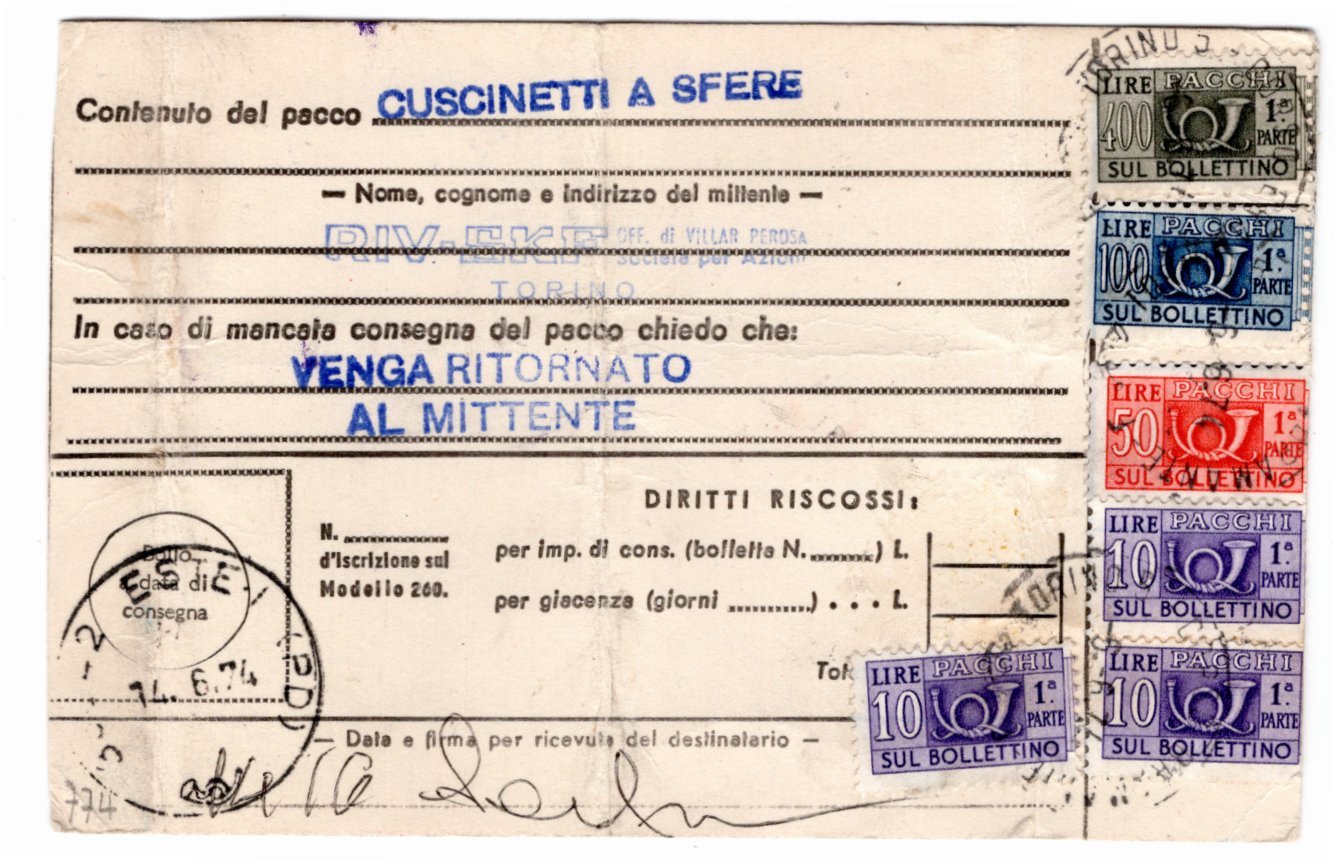 Contenuto del pacco CUSCINETTI A SFERE
— Nome, cognome e indirizzo del mittente —
RIV-SKF OFF. di VILLAR PEROSA
Società per Azioni
TORINO
In caso di mancata consegna del pacco chiedo che:
VENGA RITORNATO
AL MITTENTE
DIRITTI RISCOSSI:
N.
d'iscrizione sul
Modello 260.
per imp. di cons. (bolletta N. ) L.
per giacenza (giorni ) . . . L.
Bollo
a data di
consegna
ESTE (PD)
14. 6.74
— Data e firma per ricevuta del destinatario —
774
LIRE PACCHI
400 1ª
PARTE
SUL BOLLETTINO
LIRE PACCHI
100 1ª
PARTE
SUL BOLLETTINO
LIRE PACCHI
50 1ª
PARTE
SUL BOLLETTINO
LIRE PACCHI
10 1ª
PARTE
SUL BOLLETTINO
LIRE PACCHI
10 1ª
PARTE
SUL BOLLETTINO
LIRE PACCHI
10 1ª
PARTE
SUL BOLLETTINO
TORINO
TORINO